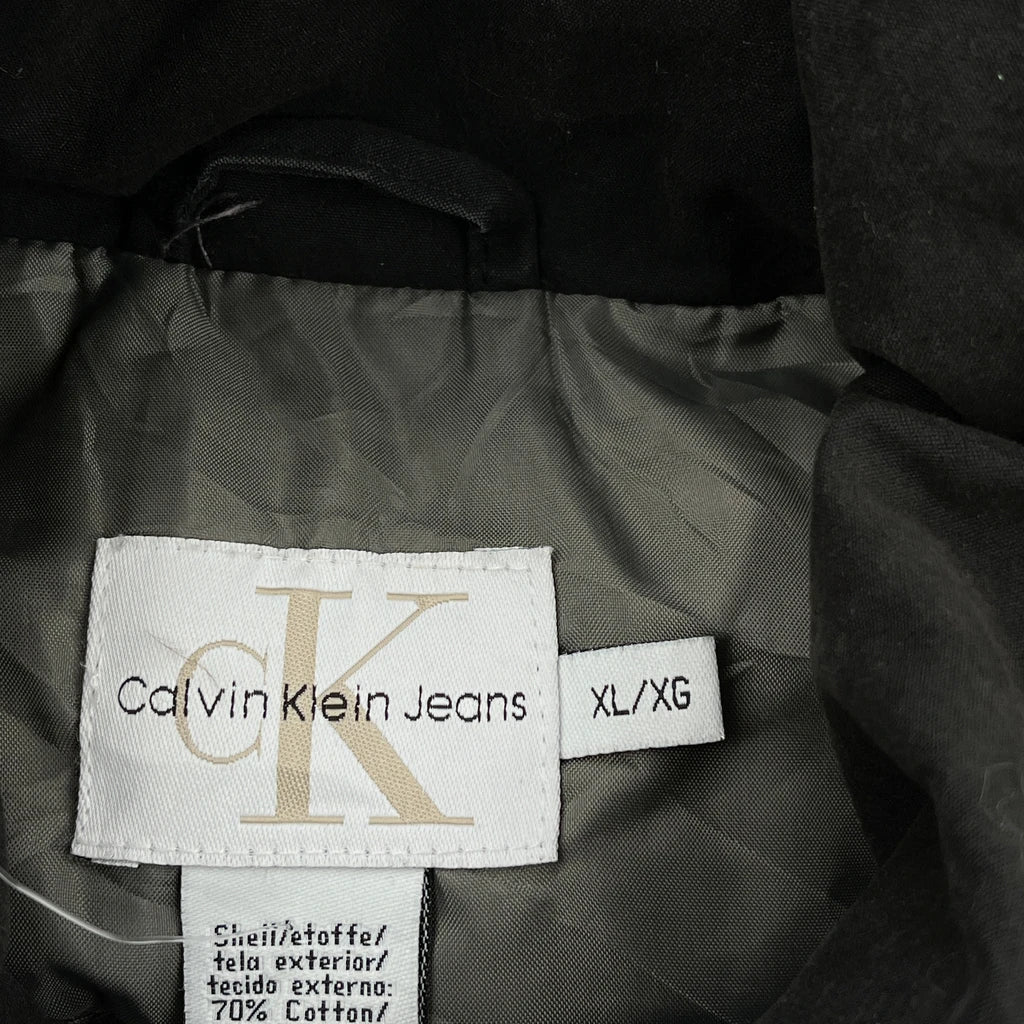 CK
Calvin Klein Jeans
XL/XG
Shell/etoffe/
tela exterior/
tecido externo:
70% Cotton/